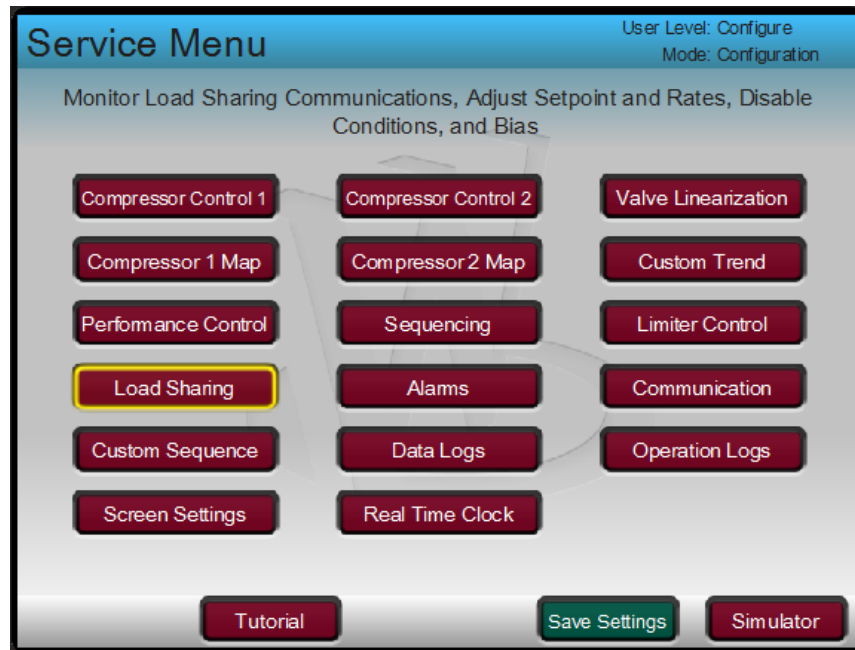 Service Menu
User Level: Configure
Mode: Configuration
Monitor Load Sharing Communications, Adjust Setpoint and Rates, Disable
Conditions, and Bias
Compressor Control 1
Compressor Control 2
Valve Linearization
Compressor 1 Map
Compressor 2 Map
Custom Trend
Performance Control
Sequencing
Limiter Control
Load Sharing
Alarms
Communication
Custom Sequence
Data Logs
Operation Logs
Screen Settings
Real Time Clock
Tutorial
Save Settings
Simulator